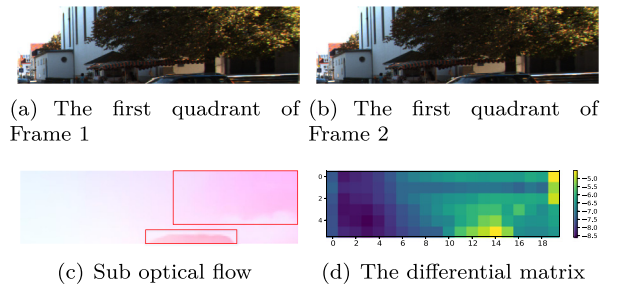 (a) The first quadrant of
Frame 1
(b) The first quadrant of
Frame 2
(c) Sub optical flow
0
2
4
0 2 4 6 8 10 12 14 16 18
−5.0
−5.5
−6.0
−6.5
−7.0
−7.5
−8.0
−8.5
(d) The differential matrix